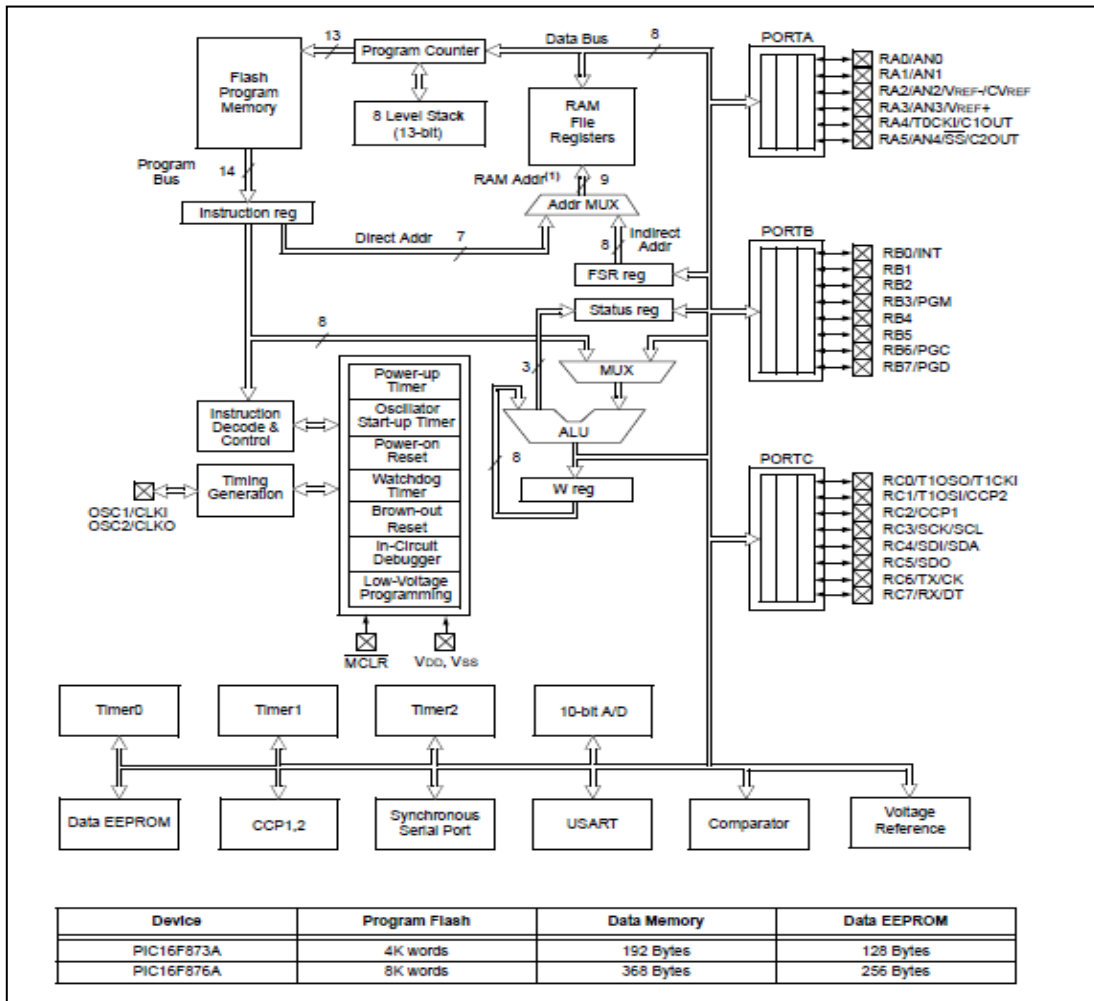 13
Data Bus
8
PORTA
Flash
Program
Memory
Program Counter
8 Level Stack
(13-bit)
RAM
File
Registers
RA0/AN0
RA1/AN1
RA2/AN2/VREF-/CVREF
RA3/AN3/VREF+
RA4/T0CKI/C1OUT
RA5/AN4/SS/C2OUT
Program
Bus
14
RAM Addr(1)
9
Addr MUX
Instruction reg
Direct Addr
7
8
Indirect
Addr
FSR reg
Status reg
PORTB
RB0/INT
RB1
RB2
RB3/PGM
RB4
RB5
RB6/PGC
RB7/PGD
8
3
MUX
ALU
8
W reg
Power-up
Timer
Oscillator
Start-up Timer
Power-on
Reset
Watchdog
Timer
Brown-out
Reset
In-Circuit
Debugger
Low-Voltage
Programming
Instruction
Decode &
Control
Timing
Generation
OSC1/CLKI
OSC2/CLKO
MCLR
VDD, VSS
PORTC
RC0/T1OSO/T1CKI
RC1/T1OSI/CCP2
RC2/CCP1
RC3/SCK/SCL
RC4/SDI/SDA
RC5/SDO
RC6/TX/CK
RC7/RX/DT
Timer0
Timer1
Timer2
10-bit A/D
Data EEPROM
CCP1,2
Synchronous
Serial Port
USART
Comparator
Voltage
Reference
Device Program Flash Data Memory Data EEPROM
PIC16F873A 4K words 192 Bytes 128 Bytes
PIC16F876A 8K words 368 Bytes 256 Bytes